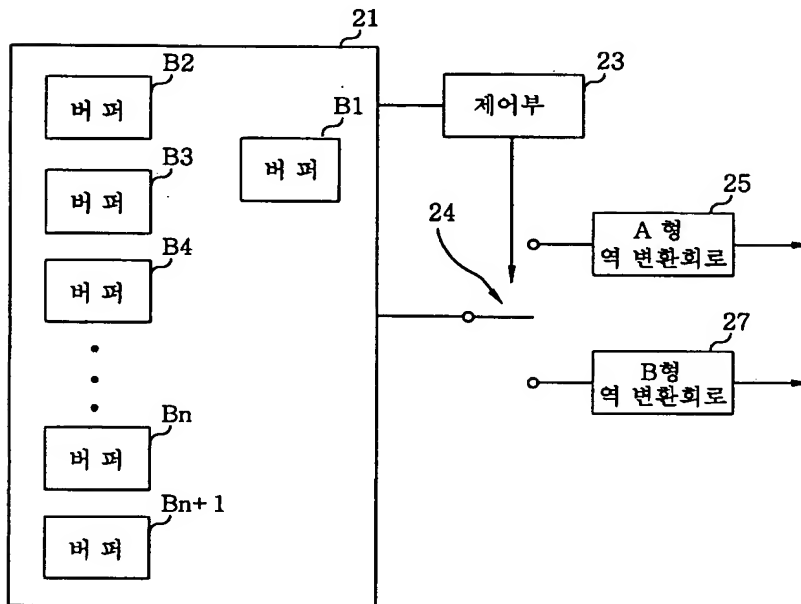 21
B2
버 퍼
B1
버 퍼
B3
버 퍼
B4
버 퍼
Bn
버 퍼
Bn+1
버 퍼
23
제어부
24
25
A 형
역 변환회로
27
B형
역 변환회로